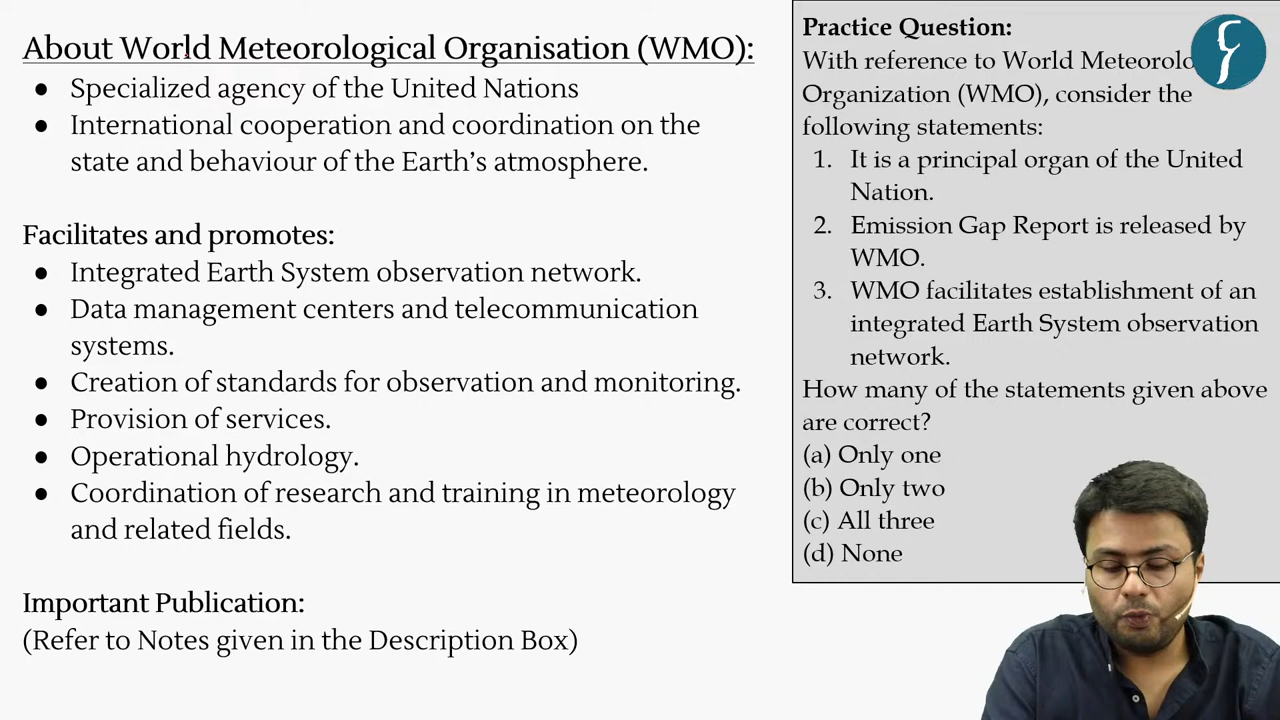 About World Meteorological Organisation (WMO):
● Specialized agency of the United Nations
● International cooperation and coordination on the
state and behaviour of the Earth's atmosphere.
Facilitates and promotes:
● Integrated Earth System observation network.
● Data management centers and telecommunication
systems.
● Creation of standards for observation and monitoring.
● Provision of services.
● Operational hydrology.
● Coordination of research and training in meteorology
and related fields.
Important Publication:
(Refer to Notes given in the Description Box)
Practice Question:
With reference to World Meteorolo
Organization (WMO), consider the
following statements:
1. It is a principal organ of the United
Nation.
2. Emission Gap Report is released by
WMO.
3. WMO facilitates establishment of an
integrated Earth System observation
network.
How many of the statements given above
are correct?
(a) Only one
(b) Only two
(c) All three
(d) None